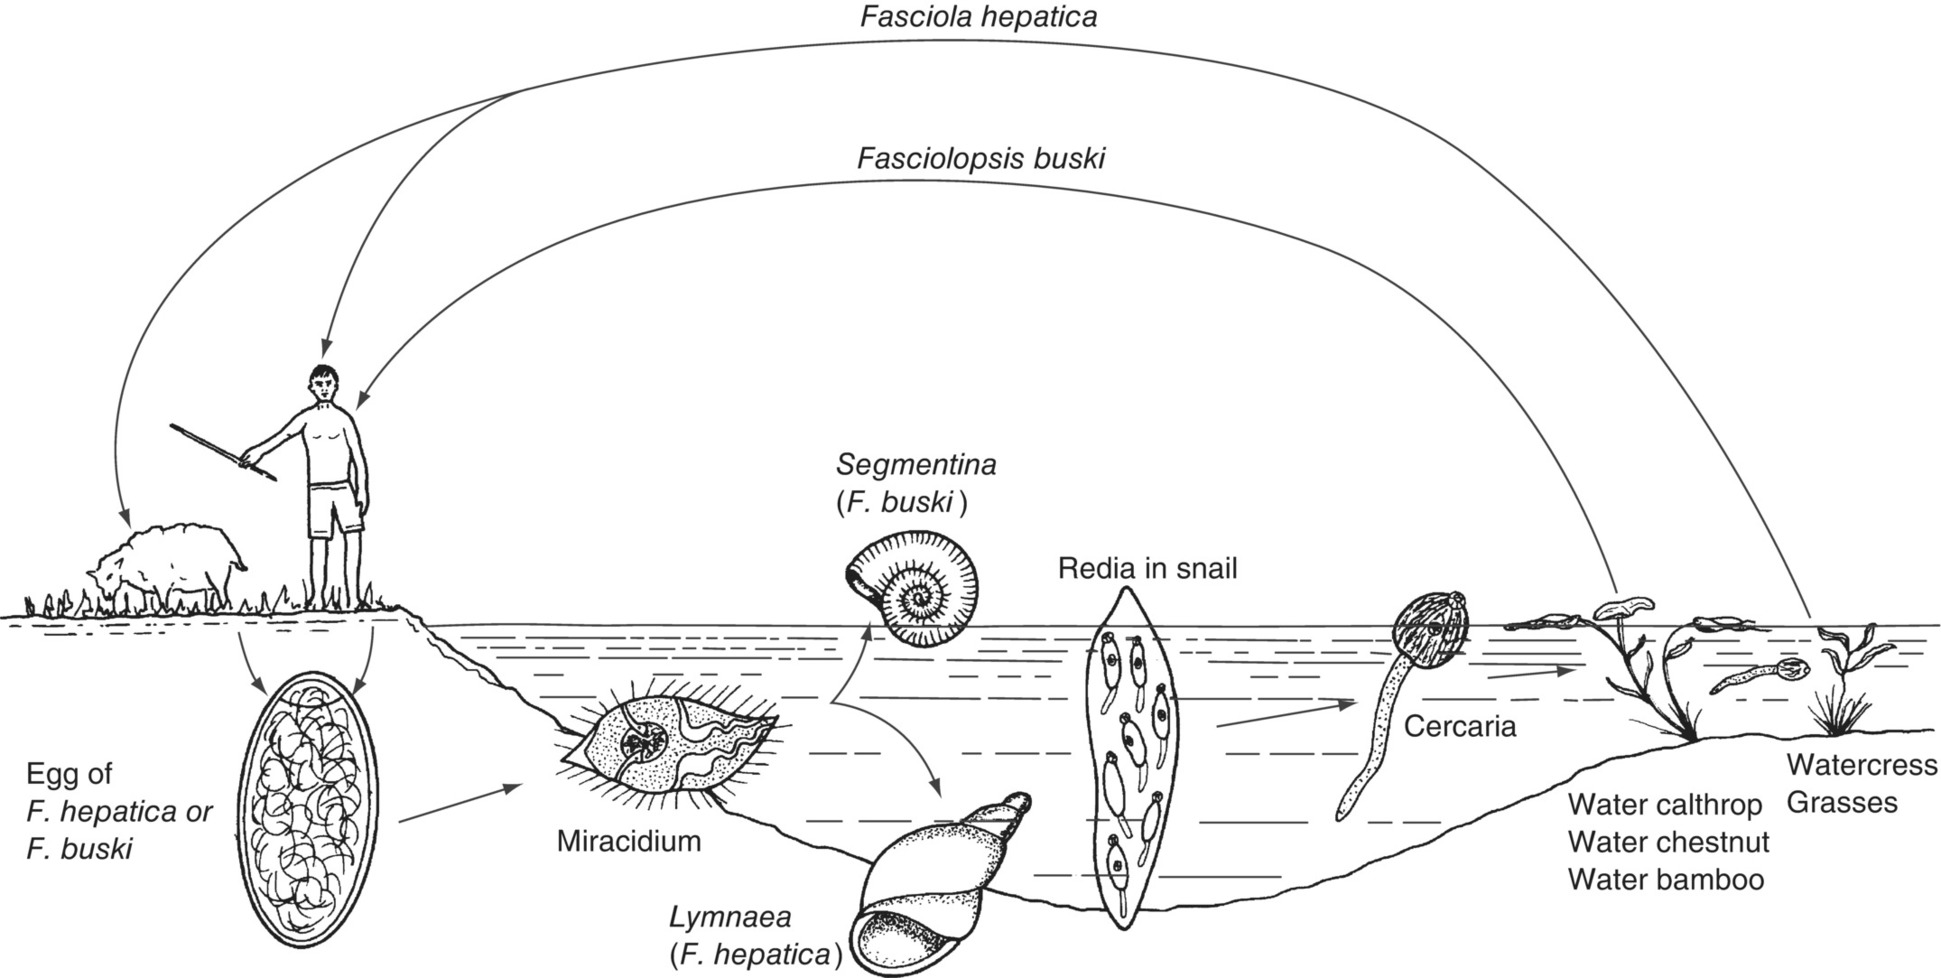 Fasciola hepatica
Fasciolopsis buski
Segmentina
(F. buski)
Redia in snail
Cercaria
Egg of
F. hepatica or
F. buski
Miracidium
Lymnaea
(F. hepatica)
Water calthrop
Water chestnut
Water bamboo
Watercress
Grasses